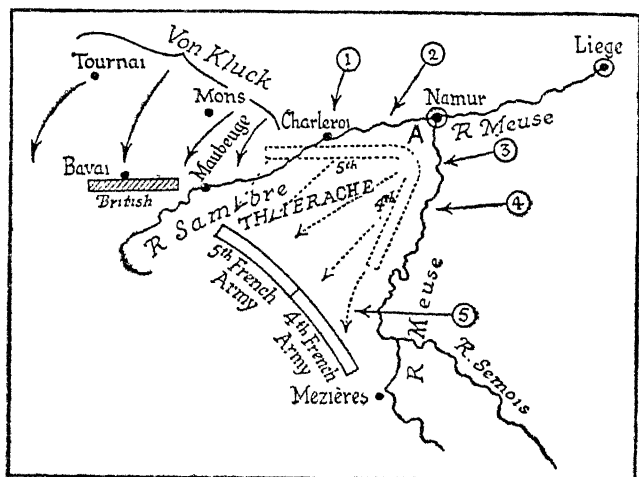 Von Kluck
Liege
Tournai
Mons
Bavai
British
Maubeuge
Charleroi
1
2
Namur
A
R Meuse
3
4
5th
4th
R Sambre
THLIERACHE
5th French
Army
4th French
Army
5
R Meuse
R. Semois
Mezières